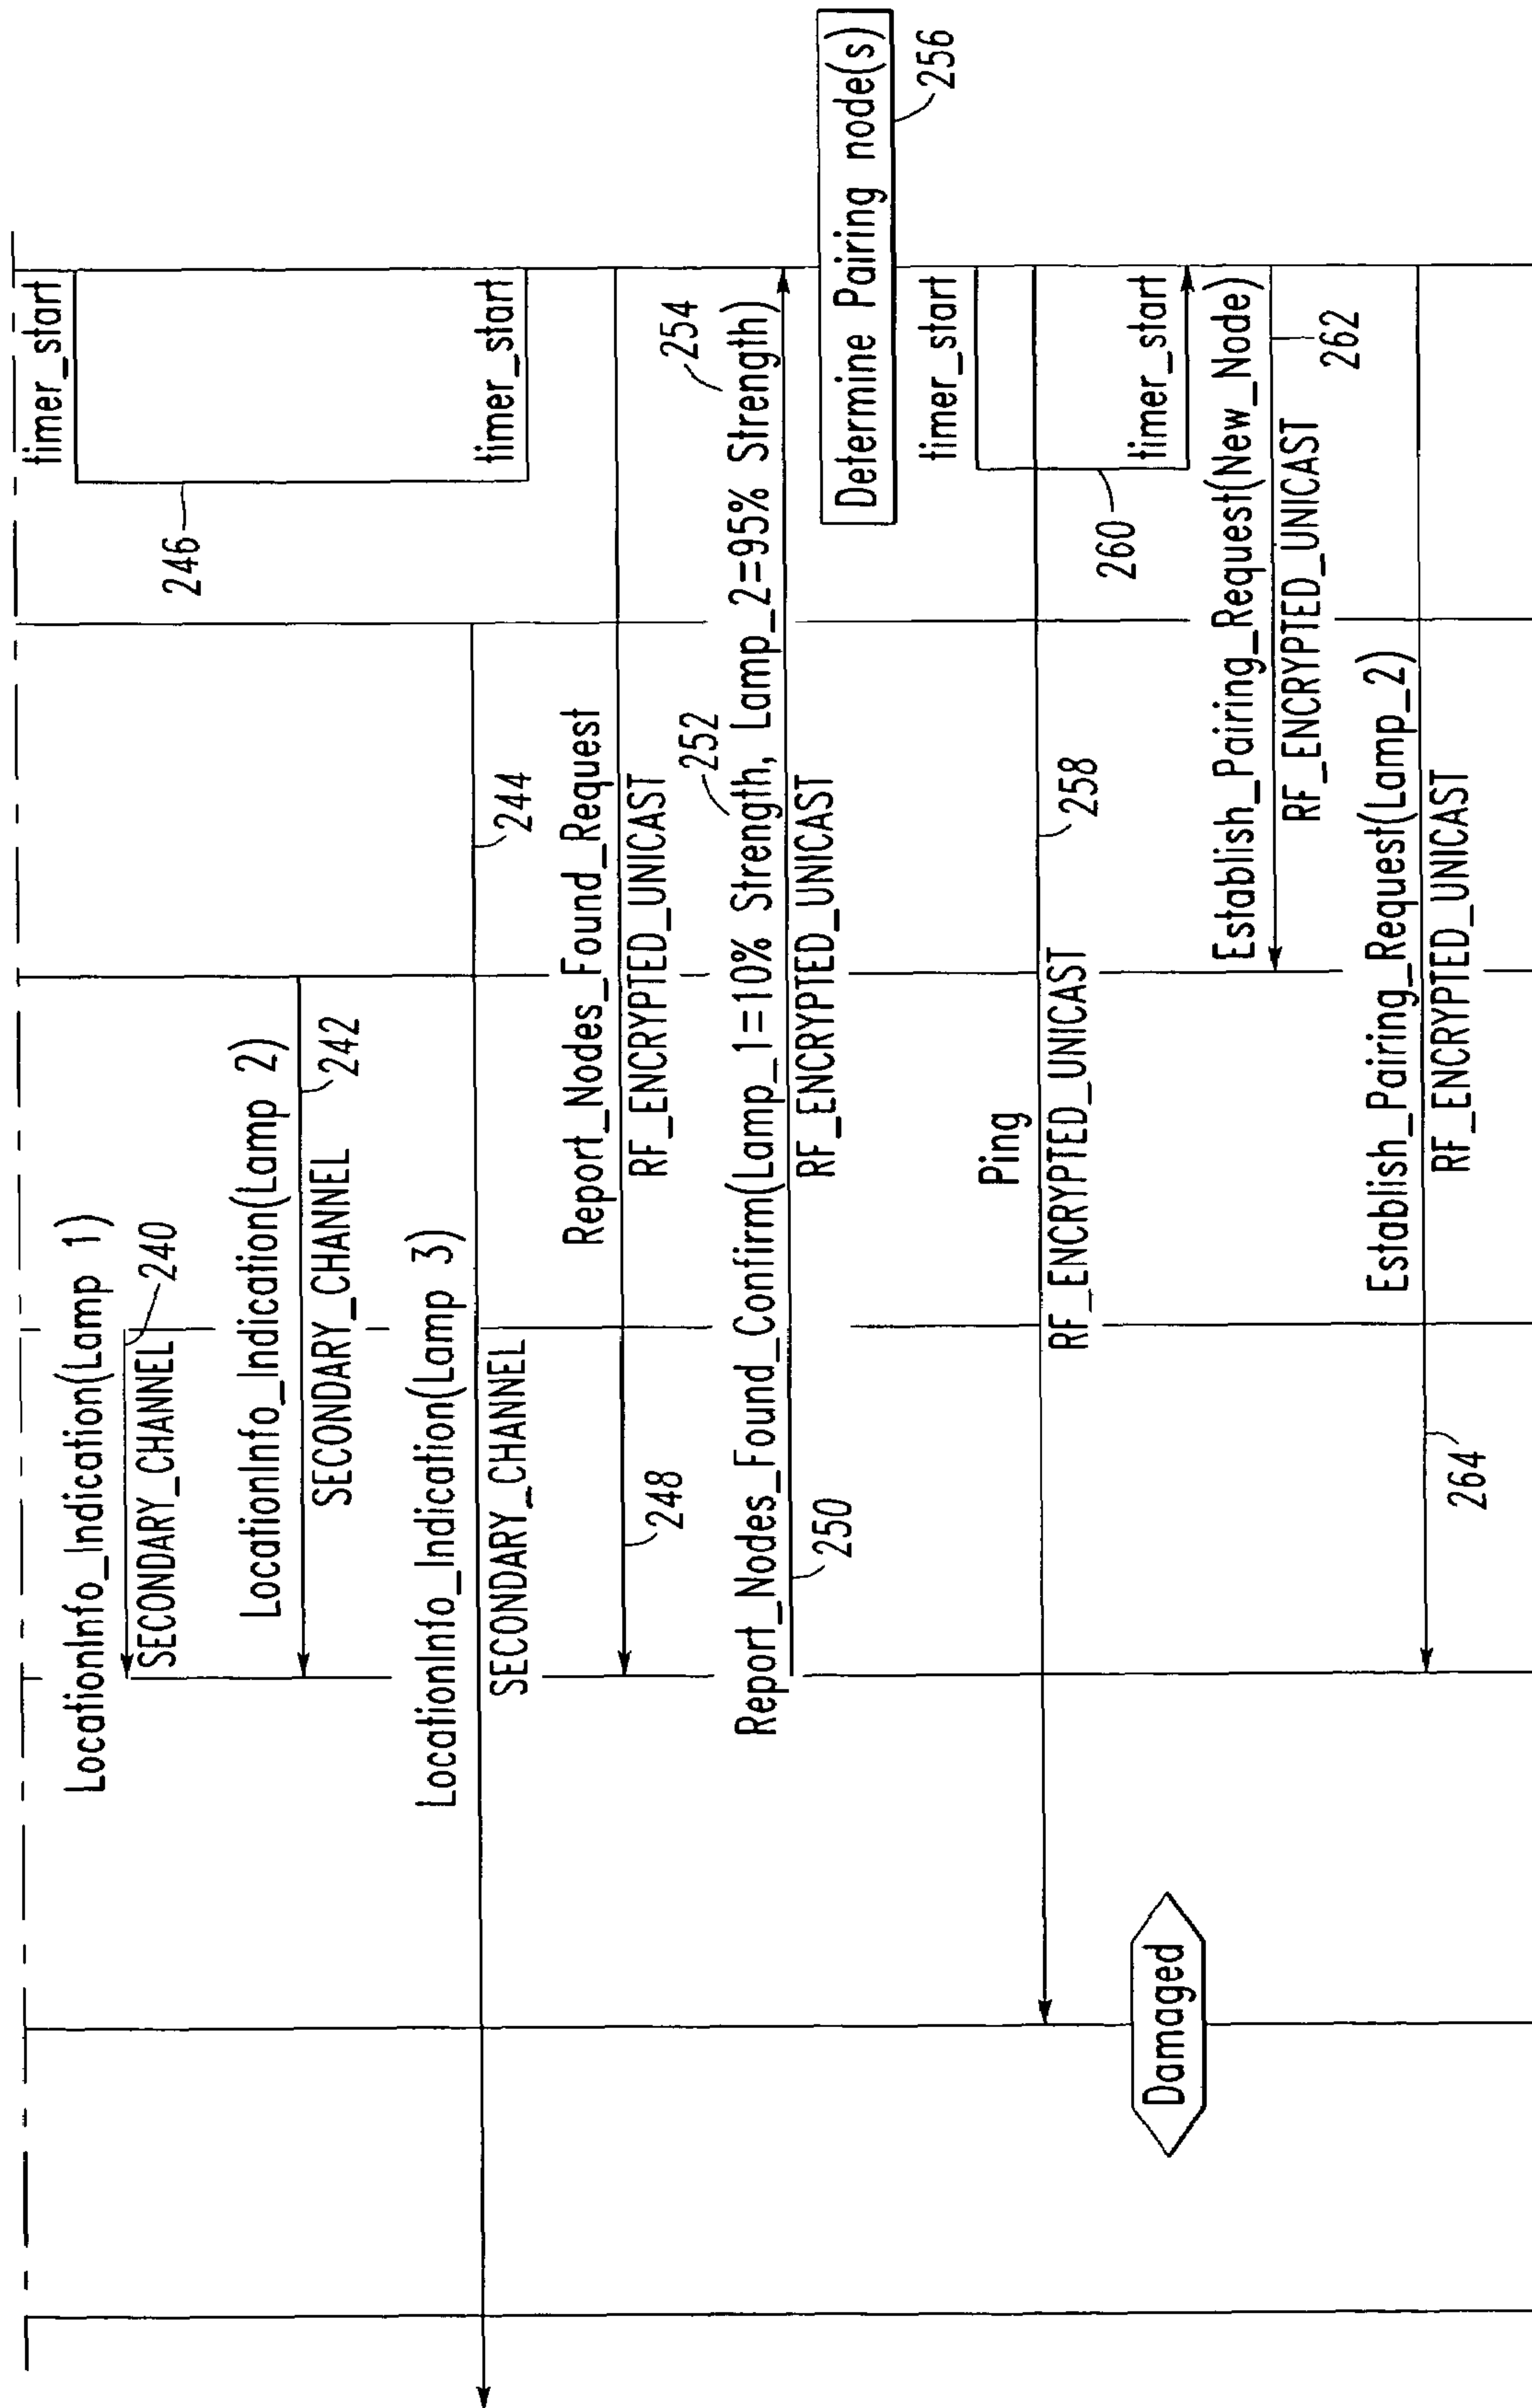 timer_start
246
timer_start
LocationInfo_Indication(Lamp 1)
240
SECONDARY_CHANNEL
LocationInfo_Indication(Lamp 2)
242
SECONDARY_CHANNEL
LocationInfo_Indication(Lamp 3)
244
SECONDARY_CHANNEL
Report_Nodes_Found_Request
RF_ENCRYPTED_UNICAST
248
252
254
Report_Nodes_Found_Confirm(Lamp_1=10% Strength, Lamp_2=95% Strength)
RF_ENCRYPTED_UNICAST
250
Determine Pairing node(s)
256
timer_start
Ping
RF_ENCRYPTED_UNICAST
258
260
timer_start
Damaged
Establish_Pairing_Request(New_Node)
RF_ENCRYPTED_UNICAST
262
Establish_Pairing_Request(Lamp_2)
RF_ENCRYPTED_UNICAST
264